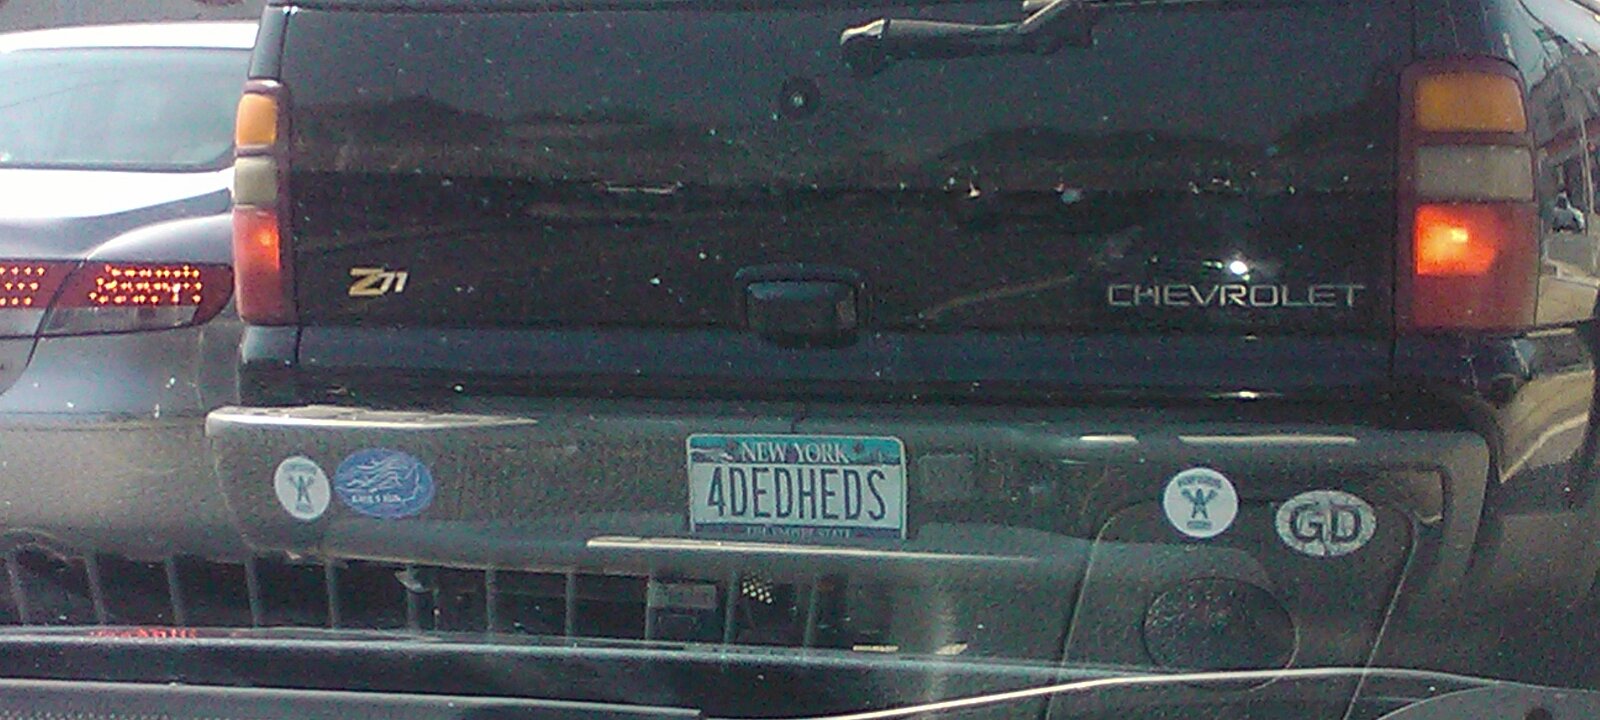 Z71
CHEVROLET
NEW YORK
4DEDHEDS
THE EMPIRE STATE
GD